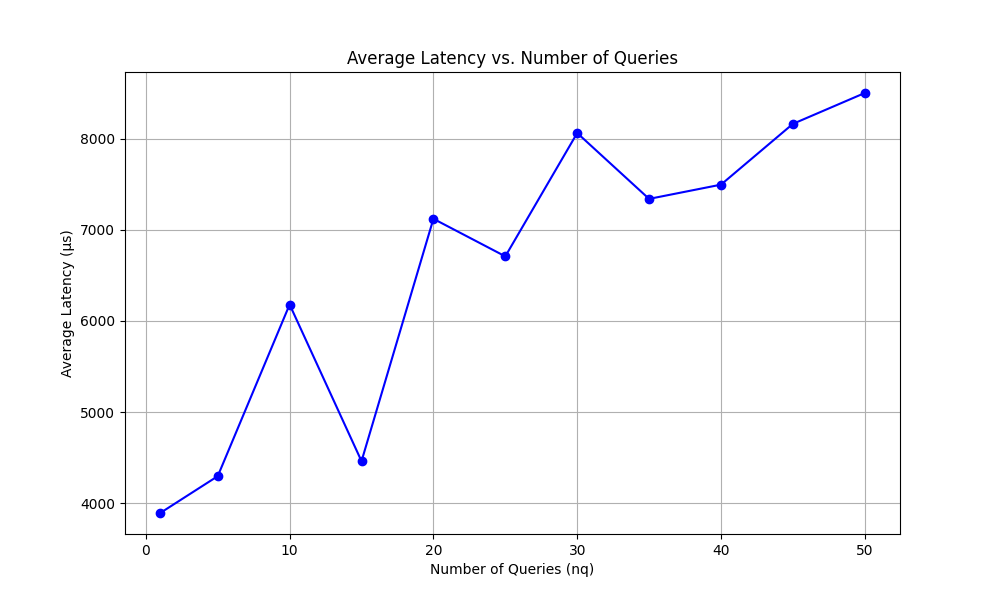 Average Latency vs. Number of Queries
Average Latency (µs)
8000
7000
6000
5000
4000
0 10 20 30 40 50
Number of Queries (nq)